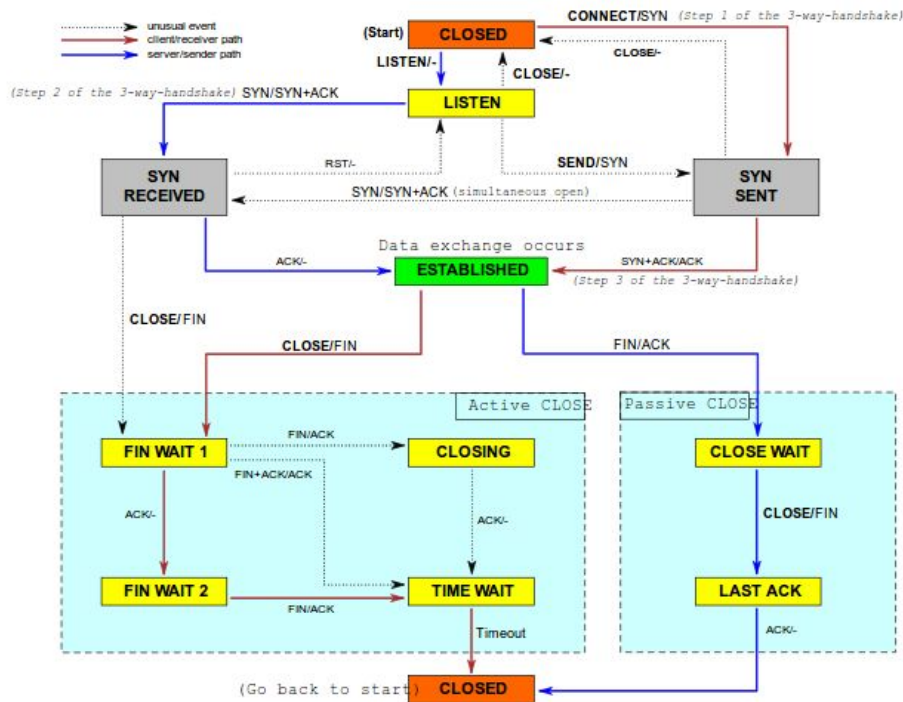 unusual event
client/receiver path
server/sender path
CONNECT/SYN (Step 1 of the 3-way-handshake)
(Start) CLOSED
CLOSE/-
LISTEN/-
CLOSE/-
(Step 2 of the 3-way-handshake) SYN/SYN+ACK
LISTEN
RST/-
SEND/SYN
SYN
RECEIVED
SYN
SENT
SYN/SYN+ACK (simultaneous open)
Data exchange occurs
ACK/-
ESTABLISHED
SYN+ACK/ACK
(Step 3 of the 3-way-handshake)
CLOSE/FIN
CLOSE/FIN
FIN/ACK
Active CLOSE
Passive CLOSE
FIN WAIT 1
FIN/ACK
CLOSING
CLOSE WAIT
FIN+ACK/ACK
ACK/-
ACK/-
CLOSE/FIN
FIN WAIT 2
FIN/ACK
TIME WAIT
LAST ACK
Timeout
ACK/-
(Go back to start) CLOSED